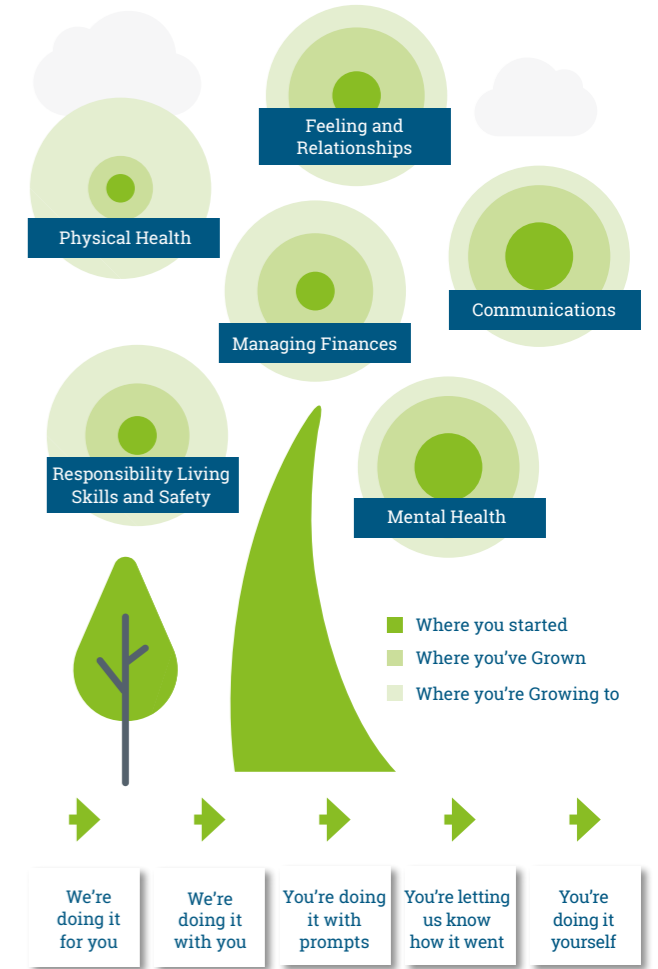 Feeling and
Relationships
Physical Health
Communications
Managing Finances
Responsibility Living
Skills and Safety
Mental Health
Where you started
Where you've Grown
Where you're Growing to
We're
doing it
for you
We're
doing it
with you
You're doing
it with
prompts
You're letting
us know
how it went
You're
doing it
yourself